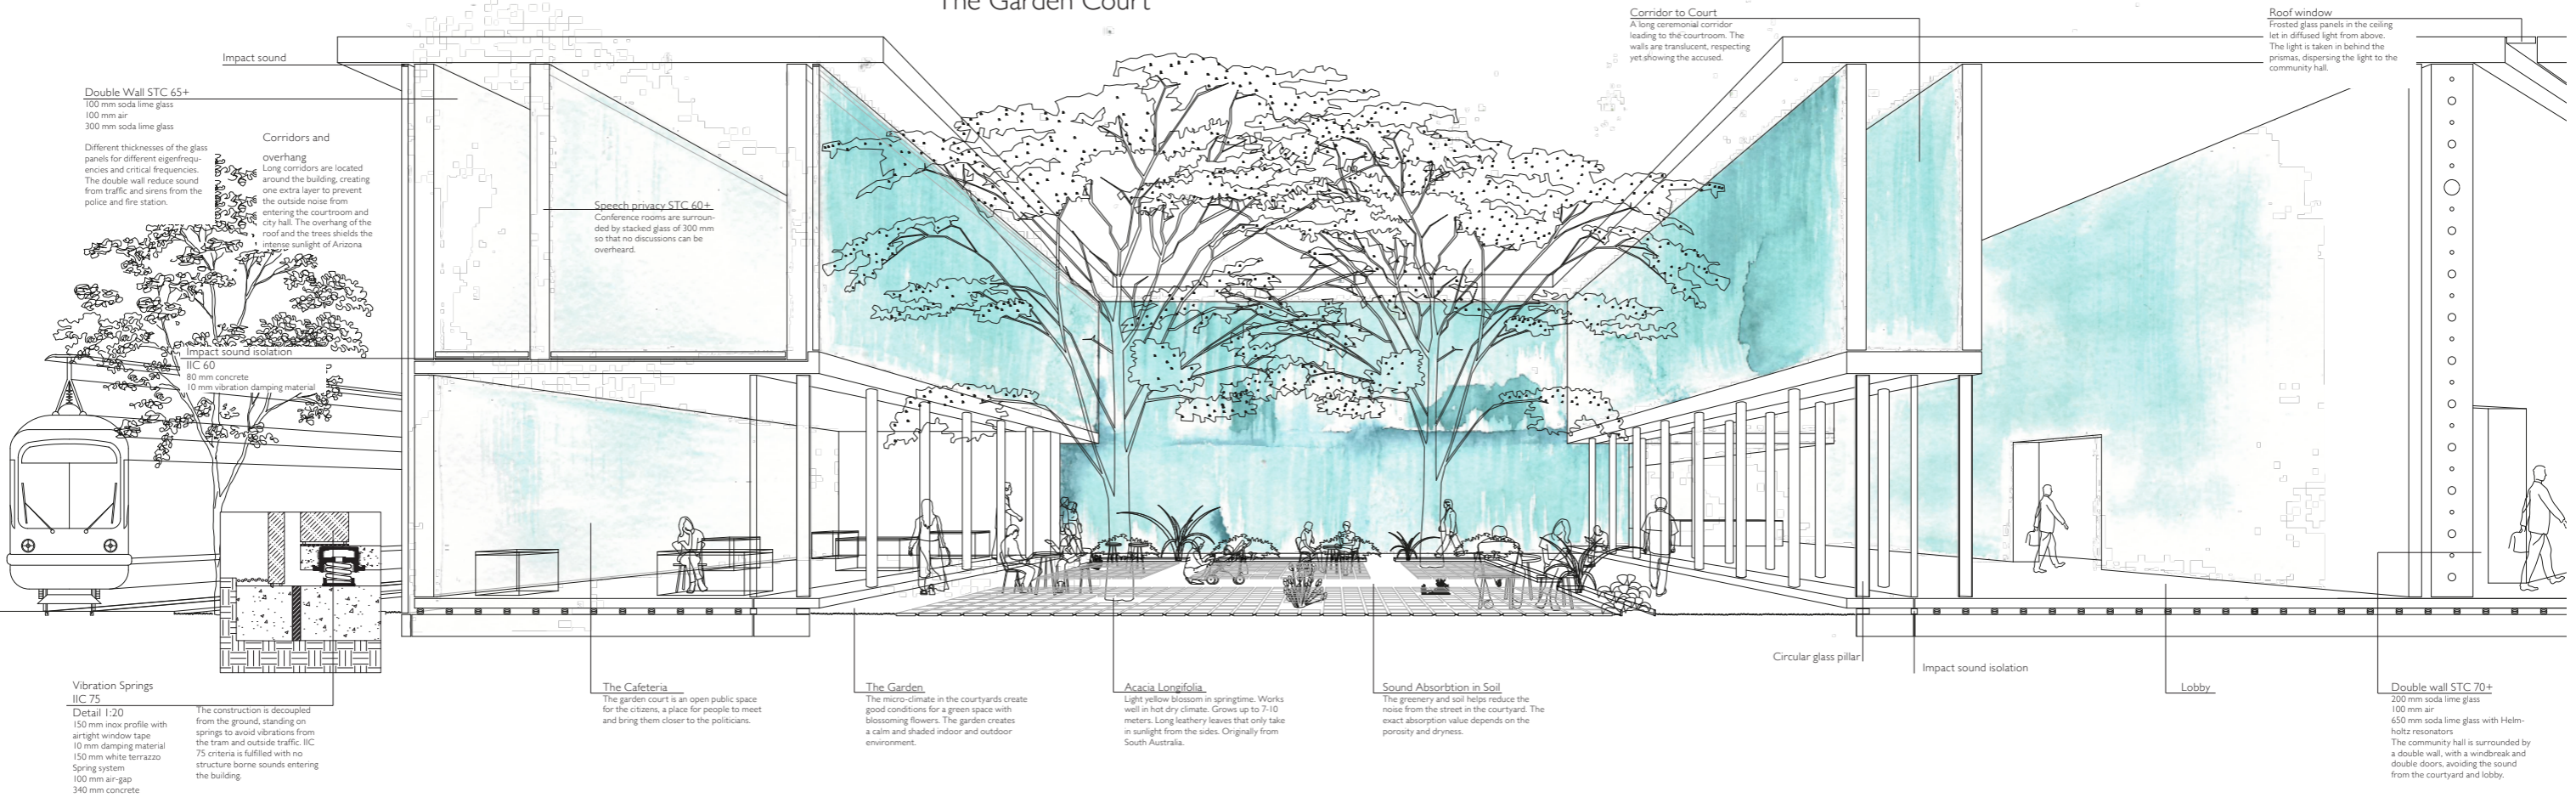 The Garden Court
Impact sound
Double Wall STC 65+
100 mm soda lime glass
100 mm air
300 mm soda lime glass
Different thicknesses of the glass
panels for different eigenfrequ-
encies and critical frequencies.
The double wall reduce sound
from traffic and sirens from the
police and fire station.
Corridors and
overhang
Long corridors are located
around the building, creating
one extra layer to prevent
the outside noise from
entering the courtroom and
city hall. The overhang of the
roof and the trees shields the
intense sunlight of Arizona
Speech privacy STC 60+
Conference rooms are surroun-
ded by stacked glass of 300 mm
so that no discussions can be
overheard.
Corridor to Court
A long ceremonial corridor
leading to the courtroom. The
walls are translucent, respecting
yet showing the accused.
Roof window
Frosted glass panels in the ceiling
let in diffused light from above.
The light is taken in behind the
prismas, dispersing the light to the
community hall.
Impact sound isolation
IIC 60
80 mm concrete
10 mm vibration damping material
Vibration Springs
IIC 75
Detail 1:20
150 mm inox profile with
airtight window tape
10 mm damping material
150 mm white terrazzo
Spring system
100 mm air-gap
340 mm concrete
The construction is decoupled
from the ground, standing on
springs to avoid vibrations from
the tram and outside traffic. IIC
75 criteria is fulfilled with no
structure borne sounds entering
the building.
The Cafeteria
The garden court is an open public space
for the citizens, a place for people to meet
and bring them closer to the politicians.
The Garden
The micro-climate in the courtyards create
good conditions for a green space with
blossoming flowers. The garden creates
a calm and shaded indoor and outdoor
environment.
Acacia Longifolia
Light yellow blossom in springtime. Works
well in hot dry climate. Grows up to 7-10
meters. Long leathery leaves that only take
in sunlight from the sides. Originally from
South Australia.
Sound Absorbtion in Soil
The greenery and soil helps reduce the
noise from the street in the courtyard. The
exact absorption value depends on the
porosity and dryness.
Circular glass pillar
Impact sound isolation
Lobby
Double wall STC 70+
200 mm soda lime glass
100 mm air
650 mm soda lime glass with Helm-
holtz resonators
The community hall is surrounded by
a double wall, with a windbreak and
double doors, avoiding the sound
from the courtyard and lobby.